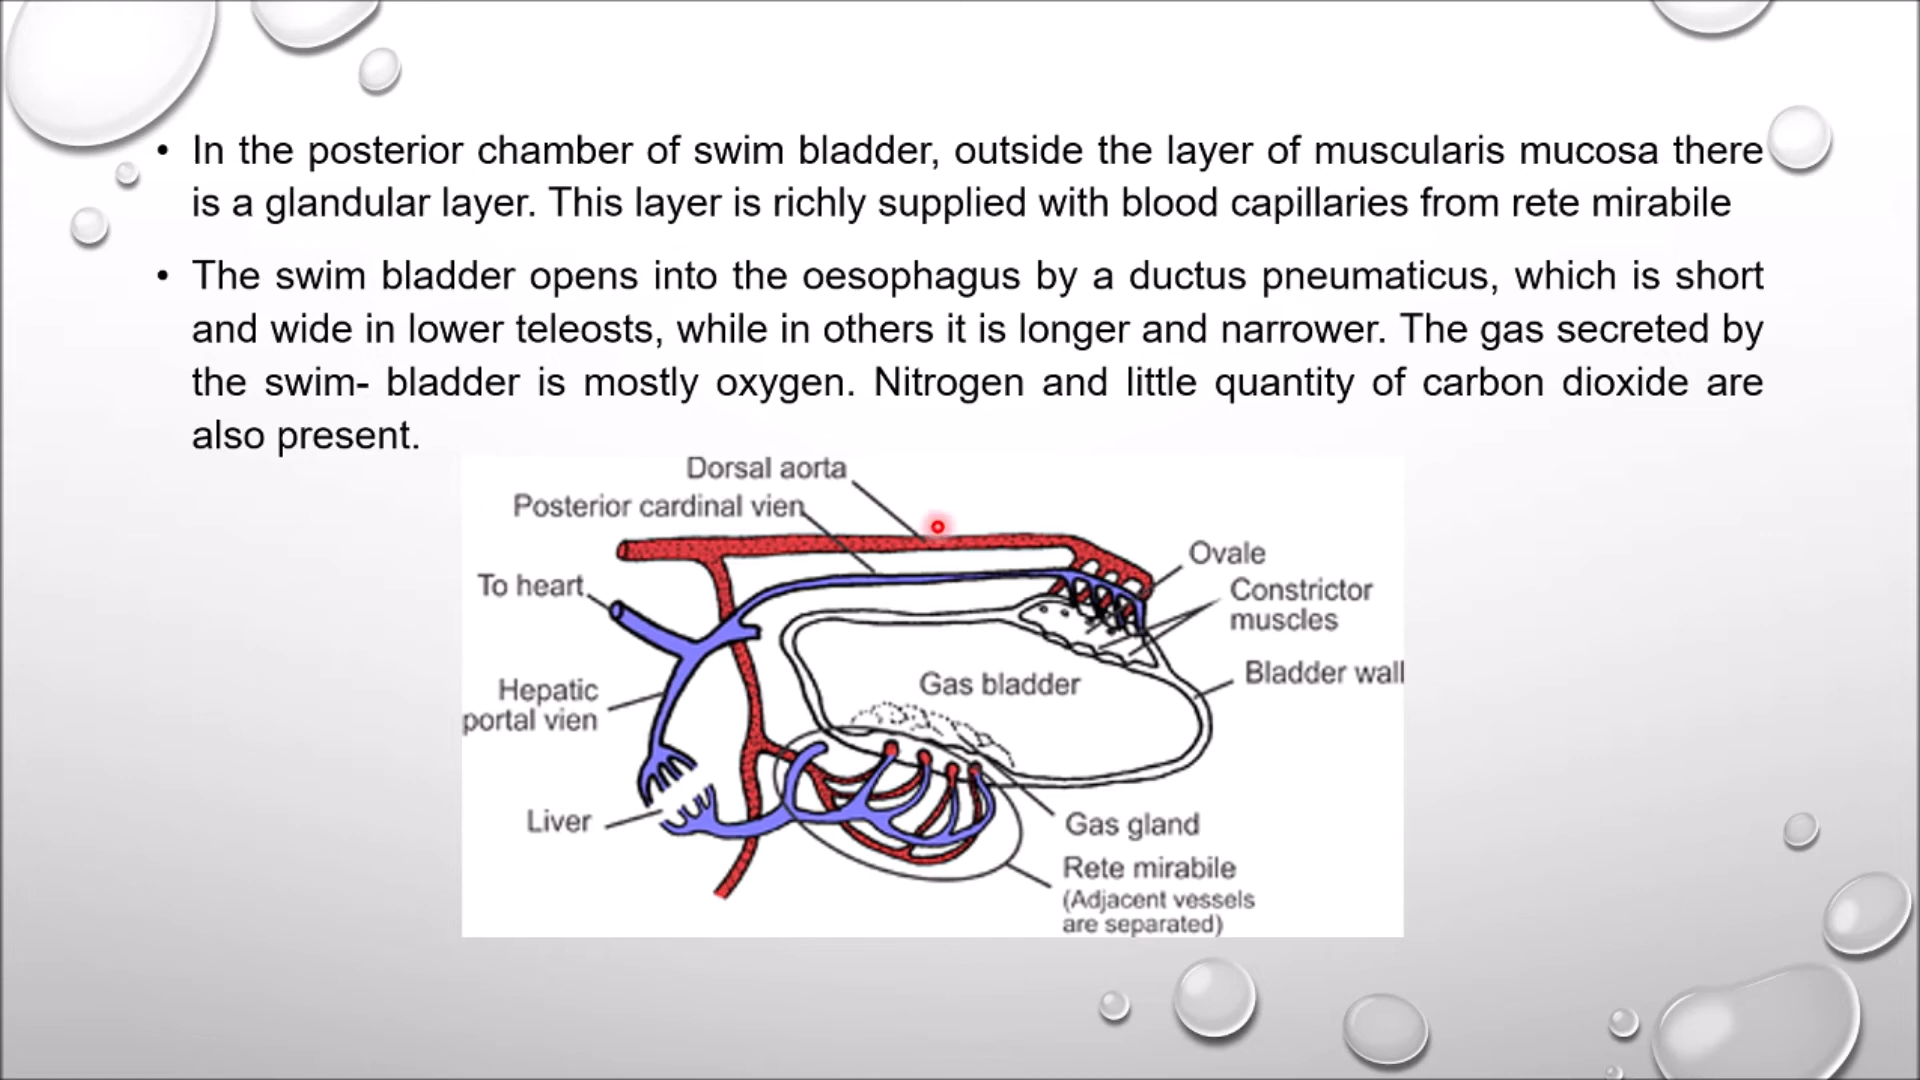 • In the posterior chamber of swim bladder, outside the layer of muscularis mucosa there
is a glandular layer. This layer is richly supplied with blood capillaries from rete mirabile
• The swim bladder opens into the oesophagus by a ductus pneumaticus, which is short
and wide in lower teleosts, while in others it is longer and narrower. The gas secreted by
the swim- bladder is mostly oxygen. Nitrogen and little quantity of carbon dioxide are
also present.
Dorsal aorta
Posterior cardinal vien
Ovale
To heart
Constrictor
muscles
Bladder wall
Gas bladder
Hepatic
portal vien
Liver
Gas gland
Rete mirabile
(Adjacent vessels
are separated)